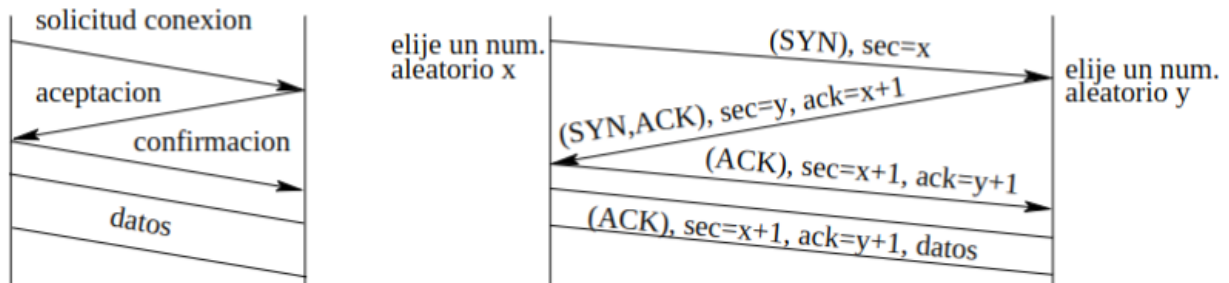 solicitud conexion
aceptacion
confirmacion
datos
elije un num.
aleatorio x
(SYN), sec=x
elije un num.
aleatorio y
(SYN,ACK), sec=y, ack=x+1
(ACK), sec=x+1, ack=y+1
(ACK), sec=x+1, ack=y+1, datos